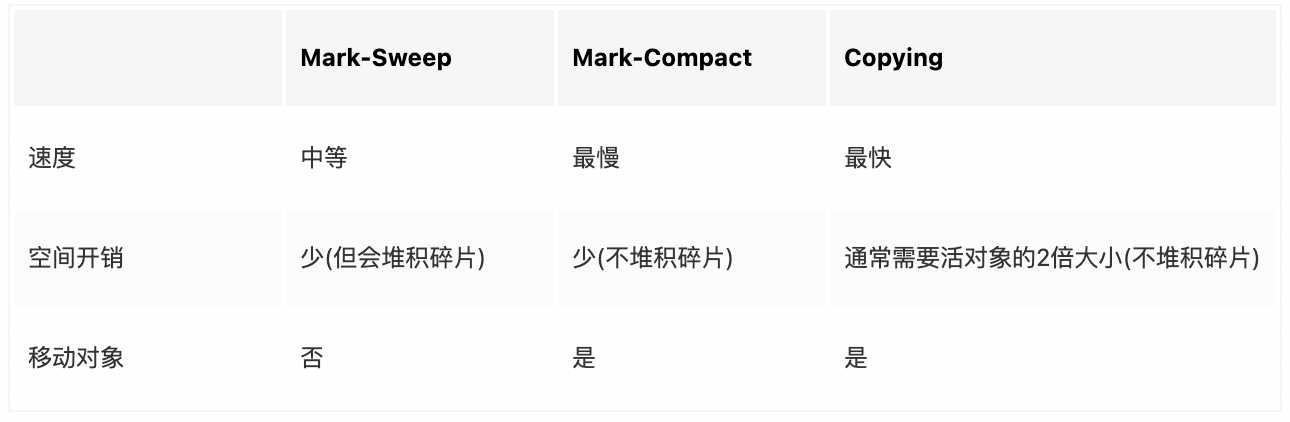 Mark-Sweep Mark-Compact Copying
速度 中等 最慢 最快
空间开销 少(但会堆积碎片) 少(不堆积碎片) 通常需要活对象的2倍大小(不堆积碎片)
移动对象 否 是 是